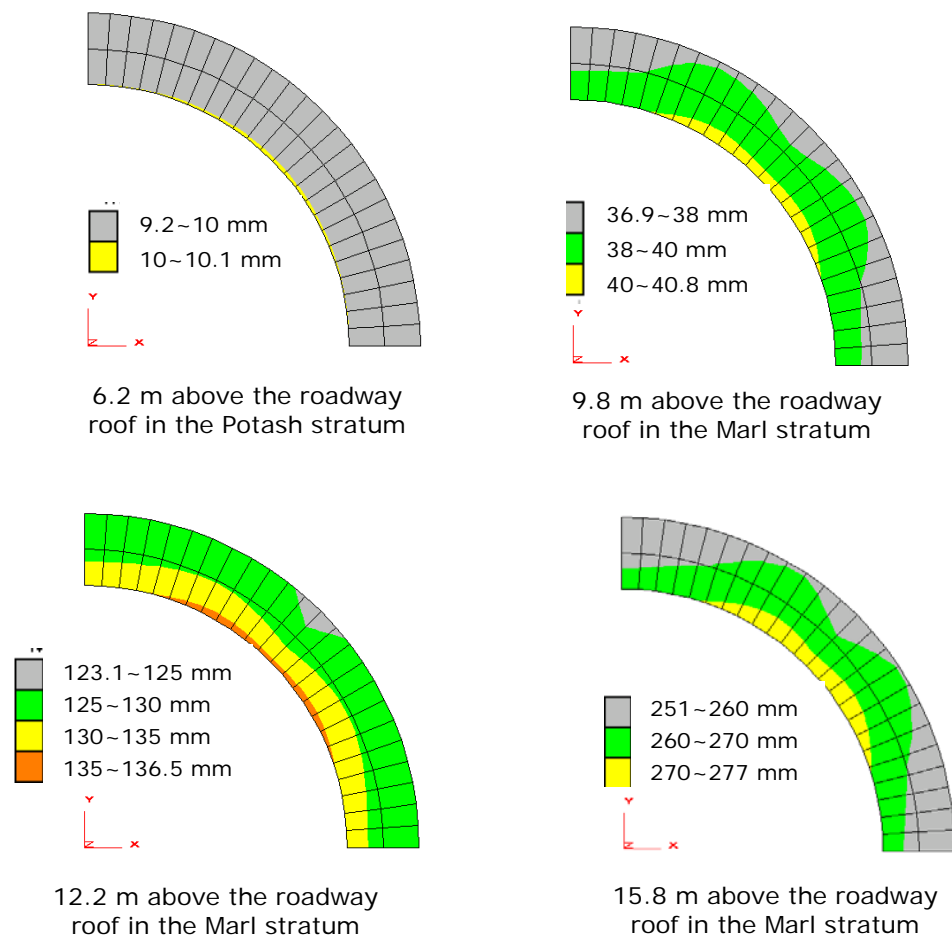 9.2~10 mm
10~10.1 mm
Y
Z
X
6.2 m above the roadway
roof in the Potash stratum
36.9~38 mm
38~40 mm
40~40.8 mm
Y
Z
X
9.8 m above the roadway
roof in the Marl stratum
123.1~125 mm
125~130 mm
130~135 mm
135~136.5 mm
Y
Z
X
12.2 m above the roadway
roof in the Marl stratum
251~260 mm
260~270 mm
270~277 mm
Y
Z
X
15.8 m above the roadway
roof in the Marl stratum